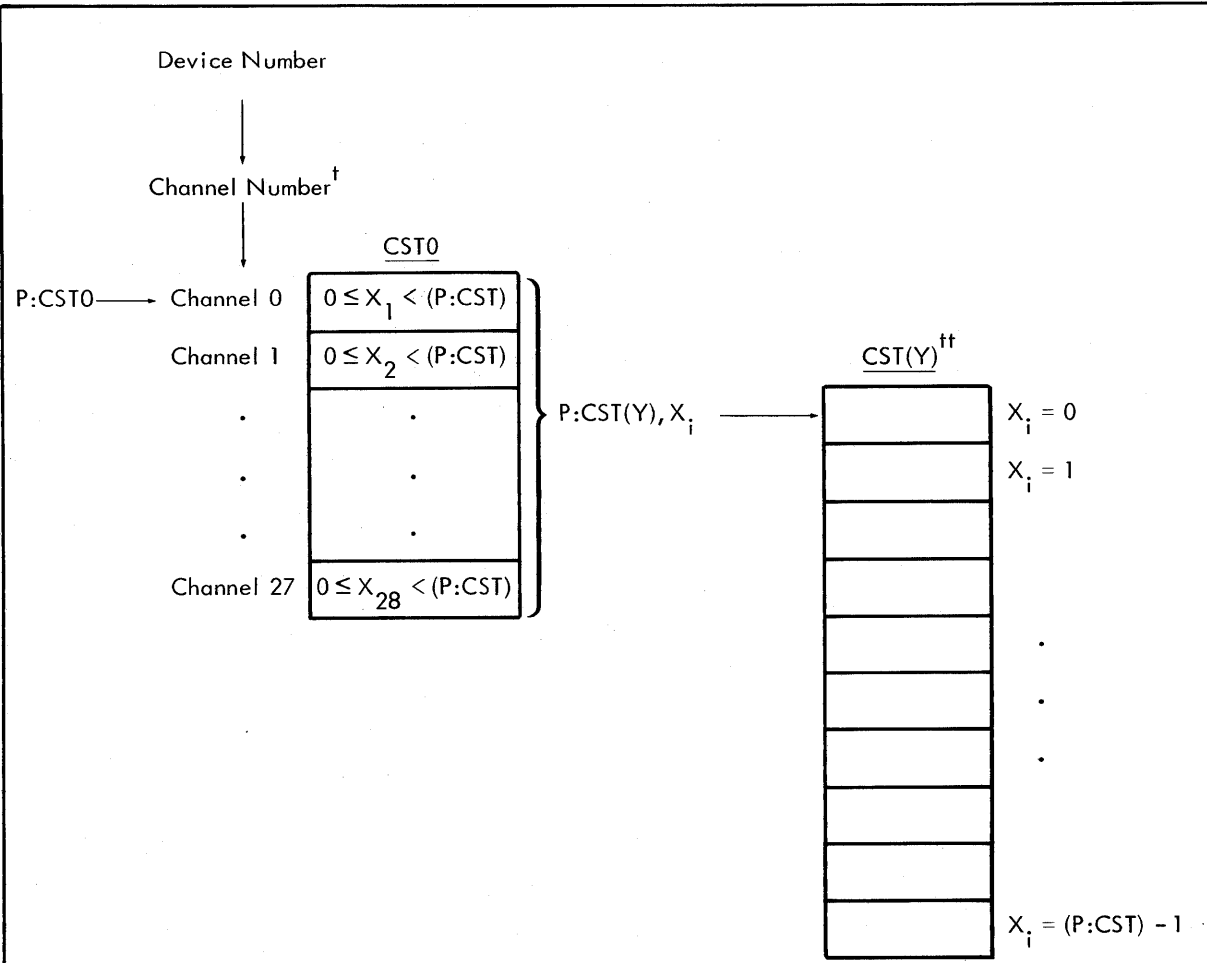 Device Number
Channel Number†
CST0
P:CST0 Channel 0 0 ≤ X₁ < (P:CST)
Channel 1 0 ≤ X₂ < (P:CST)
CST(Y)††
P:CST(Y), Xᵢ
Xᵢ = 0
.
.
.
Xᵢ = 1
Channel 27 0 ≤ X₂₈ < (P:CST)
.
.
.
Xᵢ = (P:CST) - 1